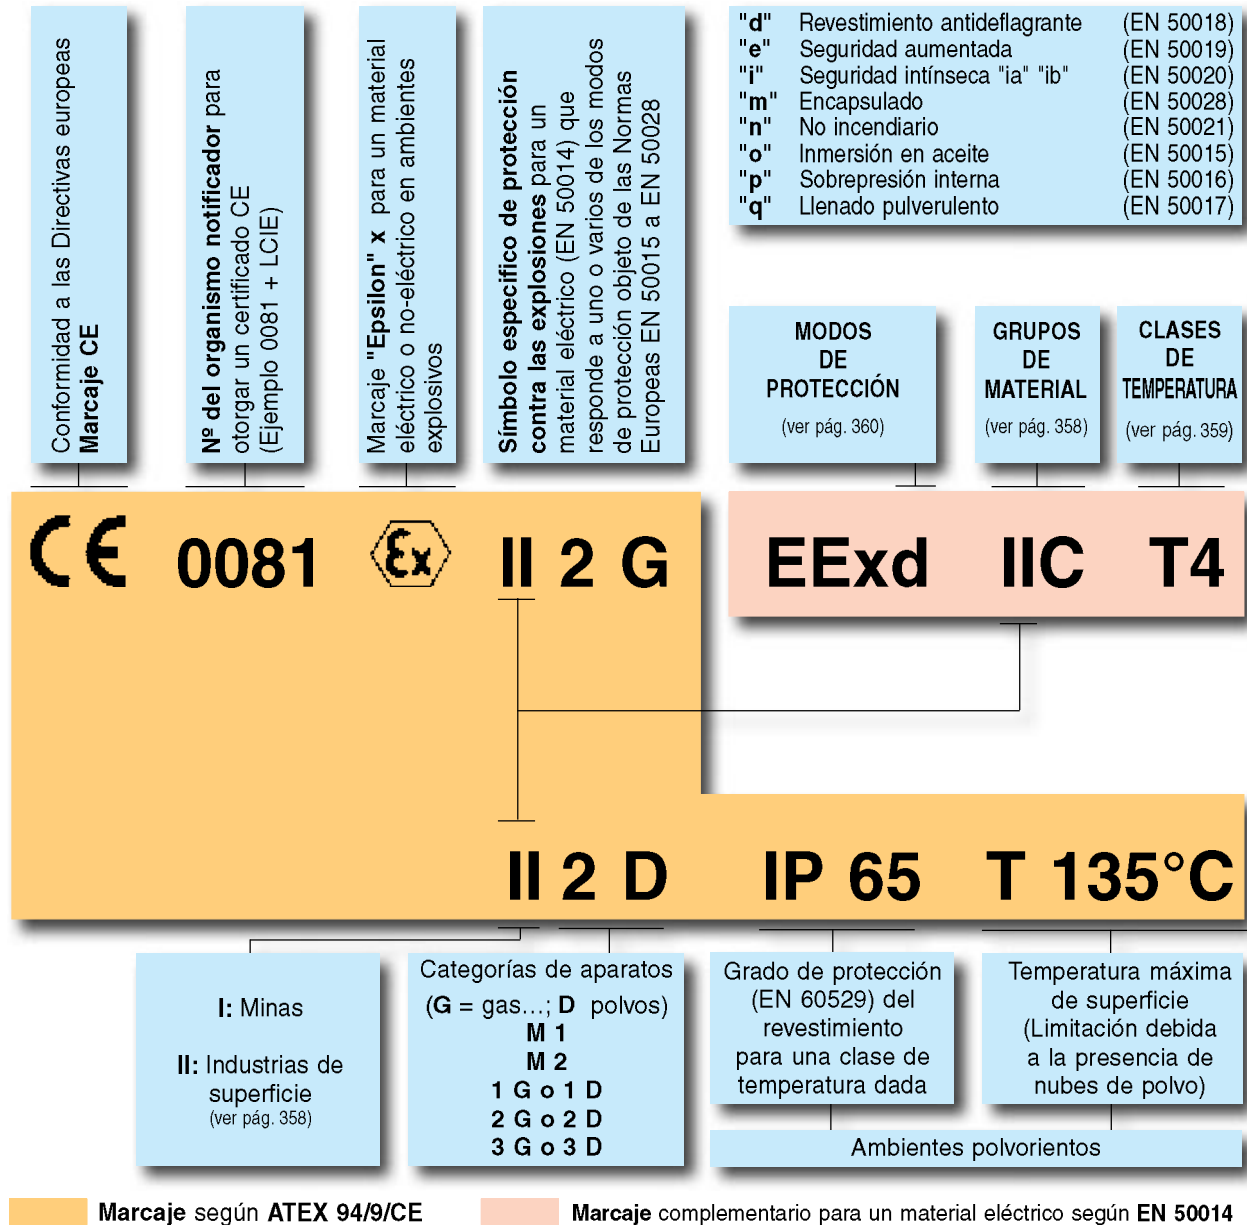 Conformidad a las Directivas europeas
Marcaje CE
Nº del organismo notificador para
otorgar un certificado CE
(Ejemplo 0081 + LCIE)
Marcaje "Epsilon" x para un material
eléctrico o no-eléctrico en ambientes
explosivos
Símbolo especifico de protección
contra las explosiones para un
material eléctrico (EN 50014) que
responde a uno o varios de los modos
de protección objeto de las Normas
Europeas EN 50015 a EN 50028
"d" Revestimiento antideflagrante (EN 50018)
"e" Seguridad aumentada (EN 50019)
"i" Seguridad intínseca "ia" "ib" (EN 50020)
"m" Encapsulado (EN 50028)
"n" No incendiario (EN 50021)
"o" Inmersión en aceite (EN 50015)
"p" Sobrepresión interna (EN 50016)
"q" Llenado pulverulento (EN 50017)
MODOS
DE
PROTECCIÓN
(ver pág. 360)
GRUPOS
DE
MATERIAL
(ver pág. 358)
CLASES
DE
TEMPERATURA
(ver pág. 359)
CE 0081 Ex II 2 G EExd IIC T4
II 2 D IP 65 T 135°C
I: Minas
II: Industrias de
superficie
(ver pág. 358)
Categorías de aparatos
(G = gas...; D polvos)
M 1
M 2
1 G o 1 D
2 G o 2 D
3 G o 3 D
Grado de protección
(EN 60529) del
revestimiento
para una clase de
temperatura dada
Temperatura máxima
de superficie
(Limitación debida
a la presencia de
nubes de polvo)
Ambientes polvorientos
Marcaje según ATEX 94/9/CE
Marcaje complementario para un material eléctrico según EN 50014